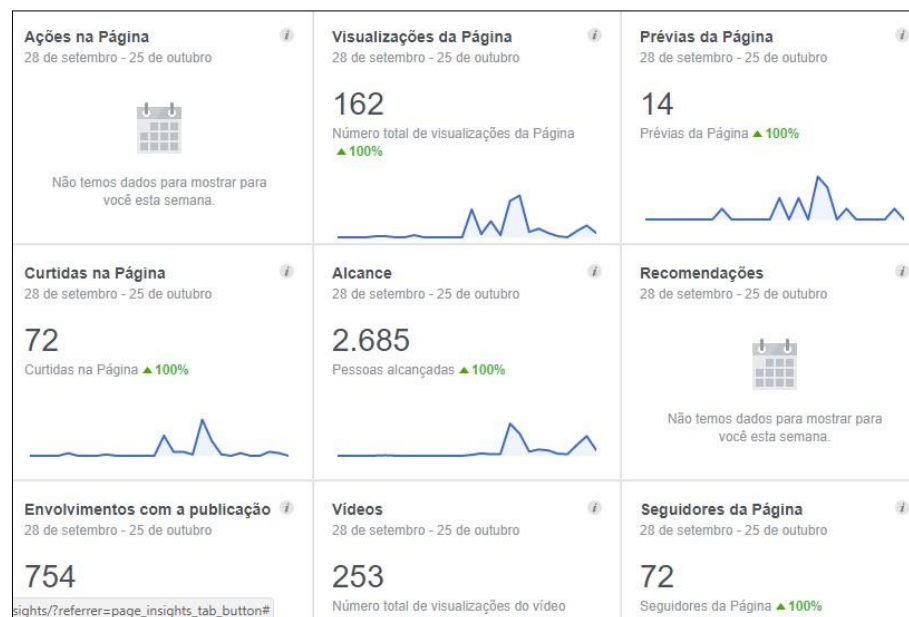 Ações na Página
28 de setembro - 25 de outubro
Não temos dados para mostrar para
você esta semana.
Visualizações da Página
28 de setembro - 25 de outubro
162
Número total de visualizações da Página
▲ 100%
Prévias da Página
28 de setembro - 25 de outubro
14
Prévias da Página ▲ 100%
Curtidas na Página
28 de setembro - 25 de outubro
72
Curtidas na Página ▲ 100%
Alcance
28 de setembro - 25 de outubro
2.685
Pessoas alcançadas ▲ 100%
Recomendações
28 de setembro - 25 de outubro
Não temos dados para mostrar para
você esta semana.
Envolvimentos com a publicação
28 de setembro - 25 de outubro
754
sights/?referrer=page_insights_tab_button#
Vídeos
28 de setembro - 25 de outubro
253
Número total de visualizações do vídeo
Seguidores da Página
28 de setembro - 25 de outubro
72
Seguidores da Página ▲ 100%